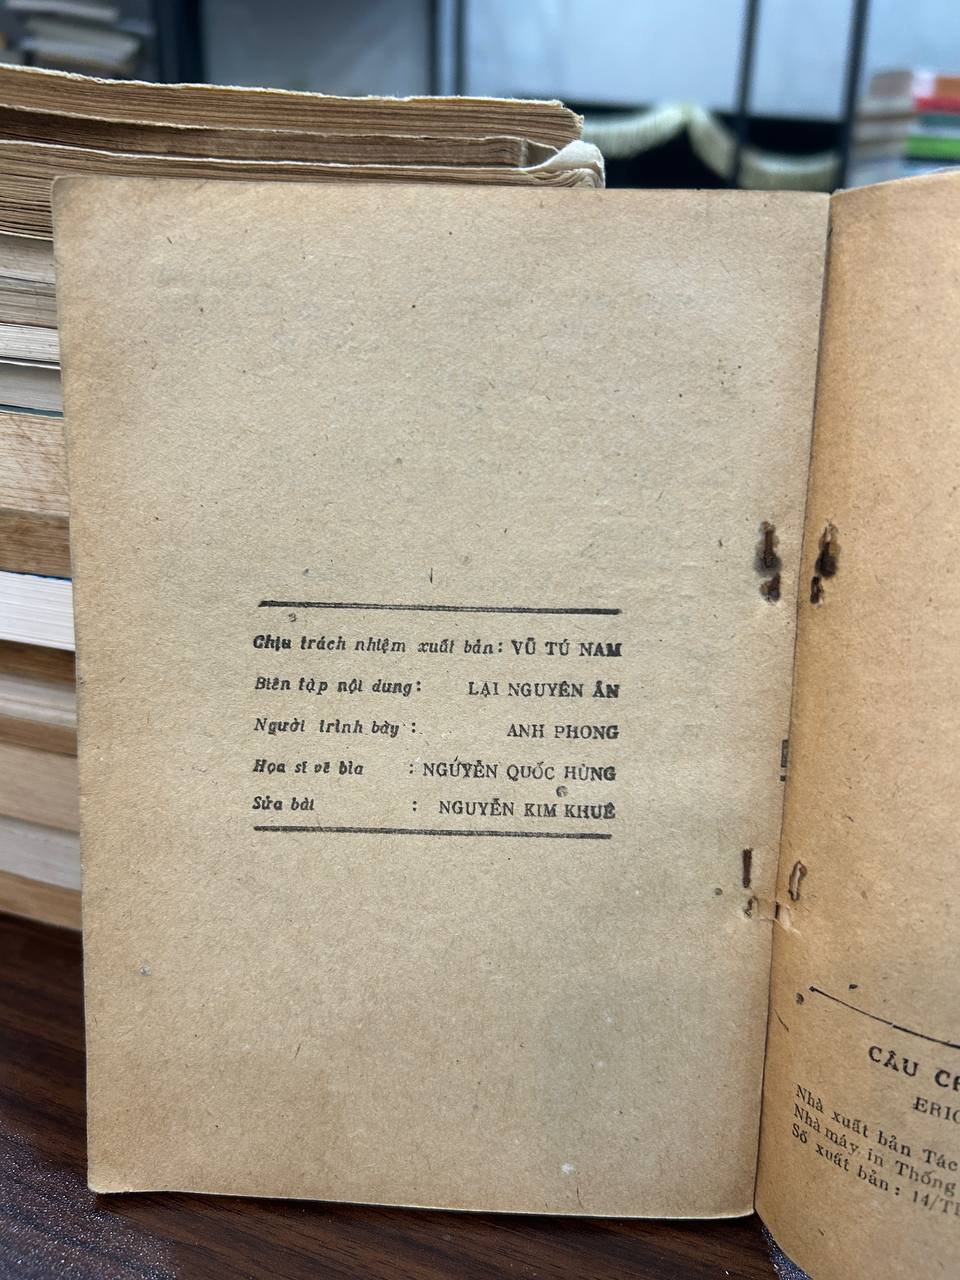 Chịu trách nhiệm xuất bản: VŨ TÚ NAM
Biên tập nội dung: LẠI NGUYÊN ÂN
Người trình bày: ANH PHONG
Họa sĩ vẽ bìa : NGUYỄN QUỐC HÙNG
Sửa bài : NGUYỄN KIM KHUÊ
CÂU
Nhà xuất bản Tác
Nhà máy in Thống
Số xuất bản: 14/